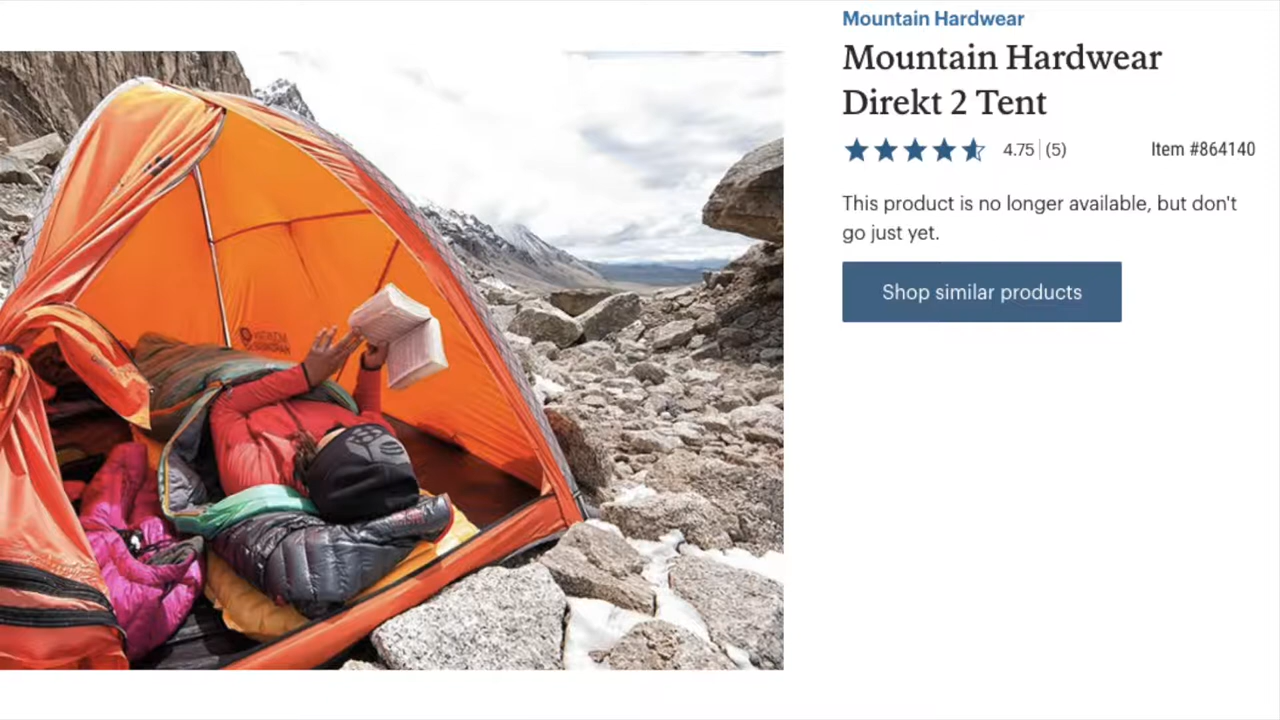 Mountain Hardwear
Mountain Hardwear
Direkt 2 Tent
4.75 (5)
Item #864140
This product is no longer available, but don't
go just yet.
Shop similar products